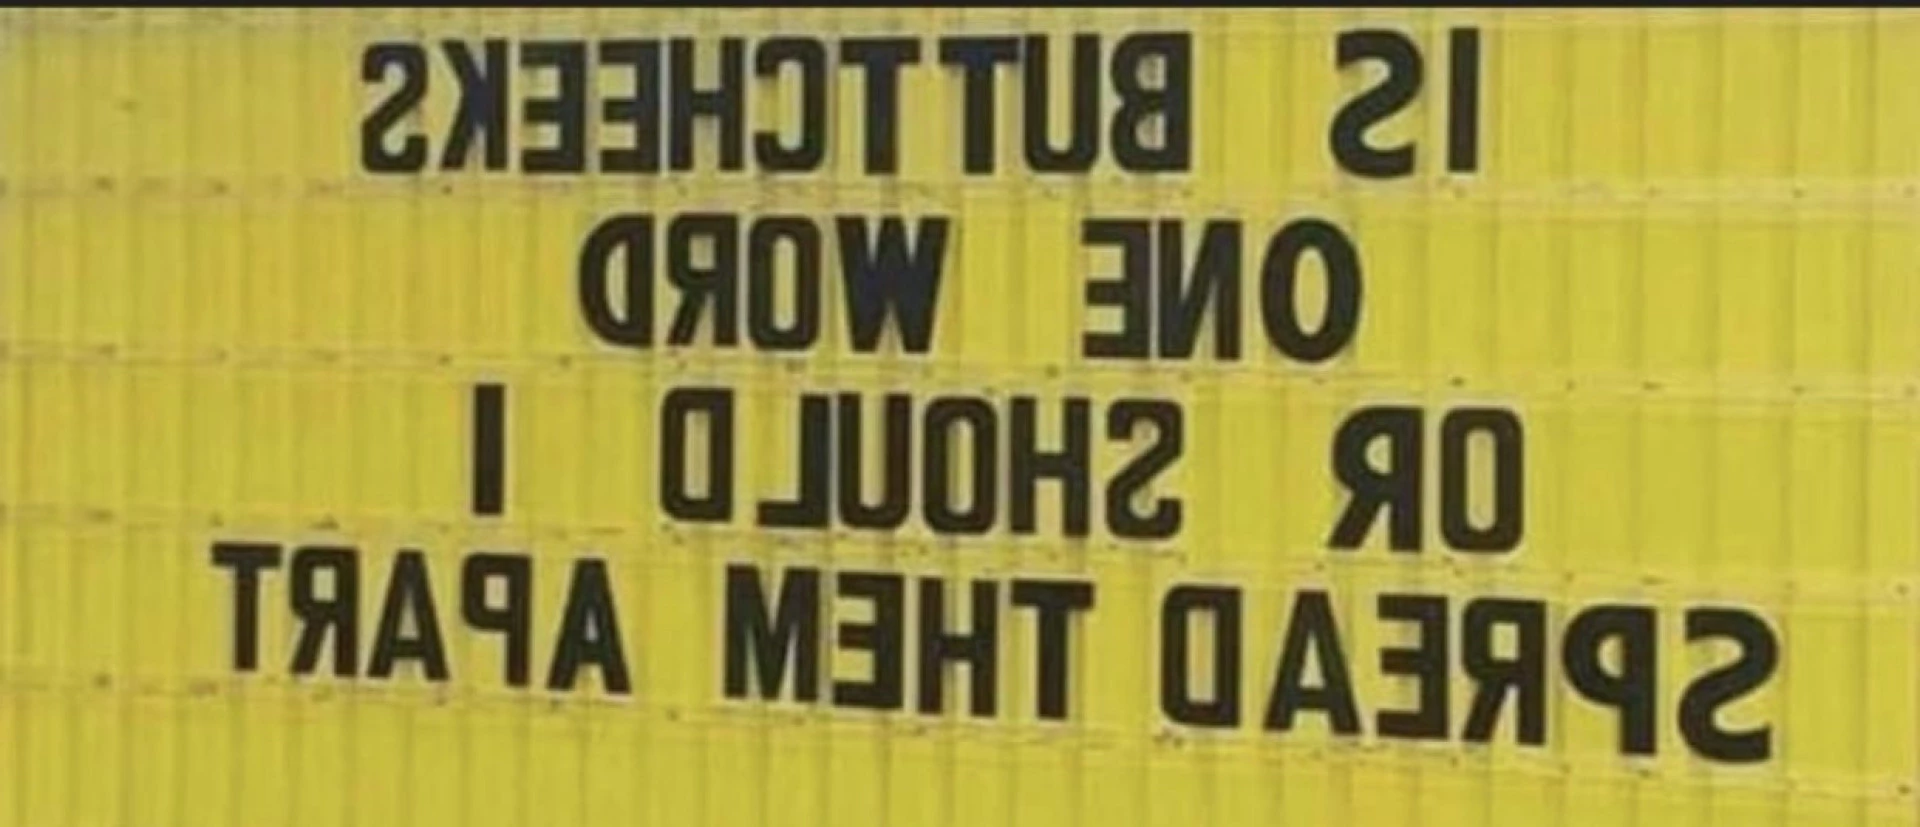 IS BUTTCHEEKS
ONE WORD
OR SHOULD I
SPREAD THEM APART